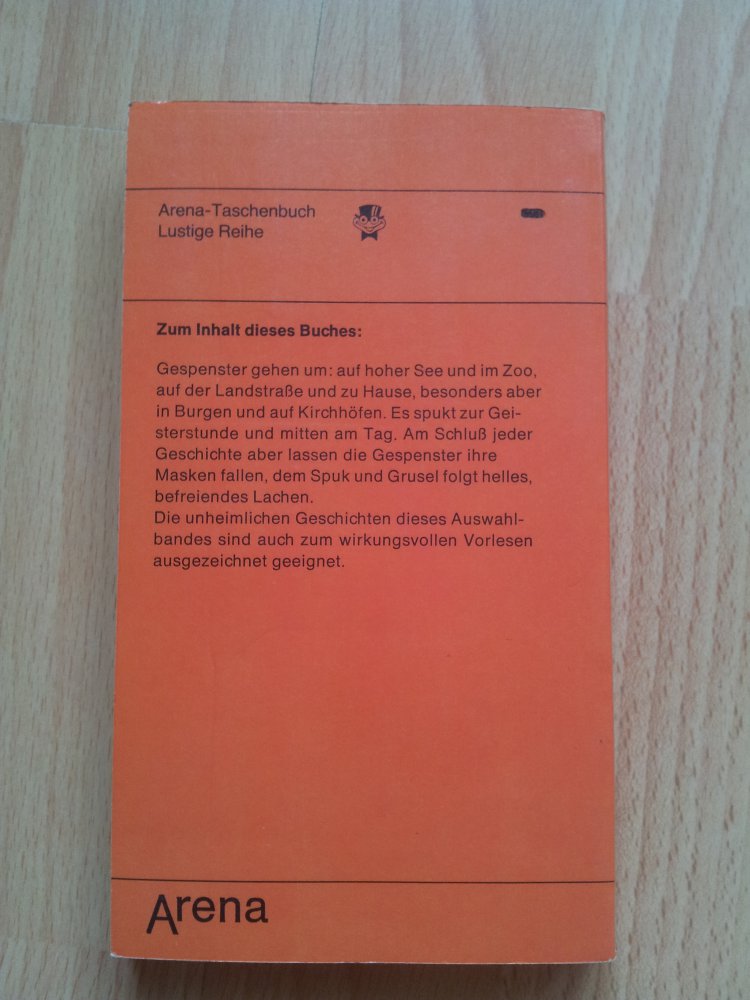 Arena-Taschenbuch
Lustige Reihe
Zum Inhalt dieses Buches:
Gespenster gehen um: auf hoher See und im Zoo,
auf der Landstraße und zu Hause, besonders aber
in Burgen und auf Kirchhöfen. Es spukt zur Gei-
sterstunde und mitten am Tag. Am Schluß jeder
Geschichte aber lassen die Gespenster ihre
Masken fallen, dem Spuk und Grusel folgt helles,
befreiendes Lachen.
Die unheimlichen Geschichten dieses Auswahl-
bandes sind auch zum wirkungsvollen Vorlesen
ausgezeichnet geeignet.
Arena